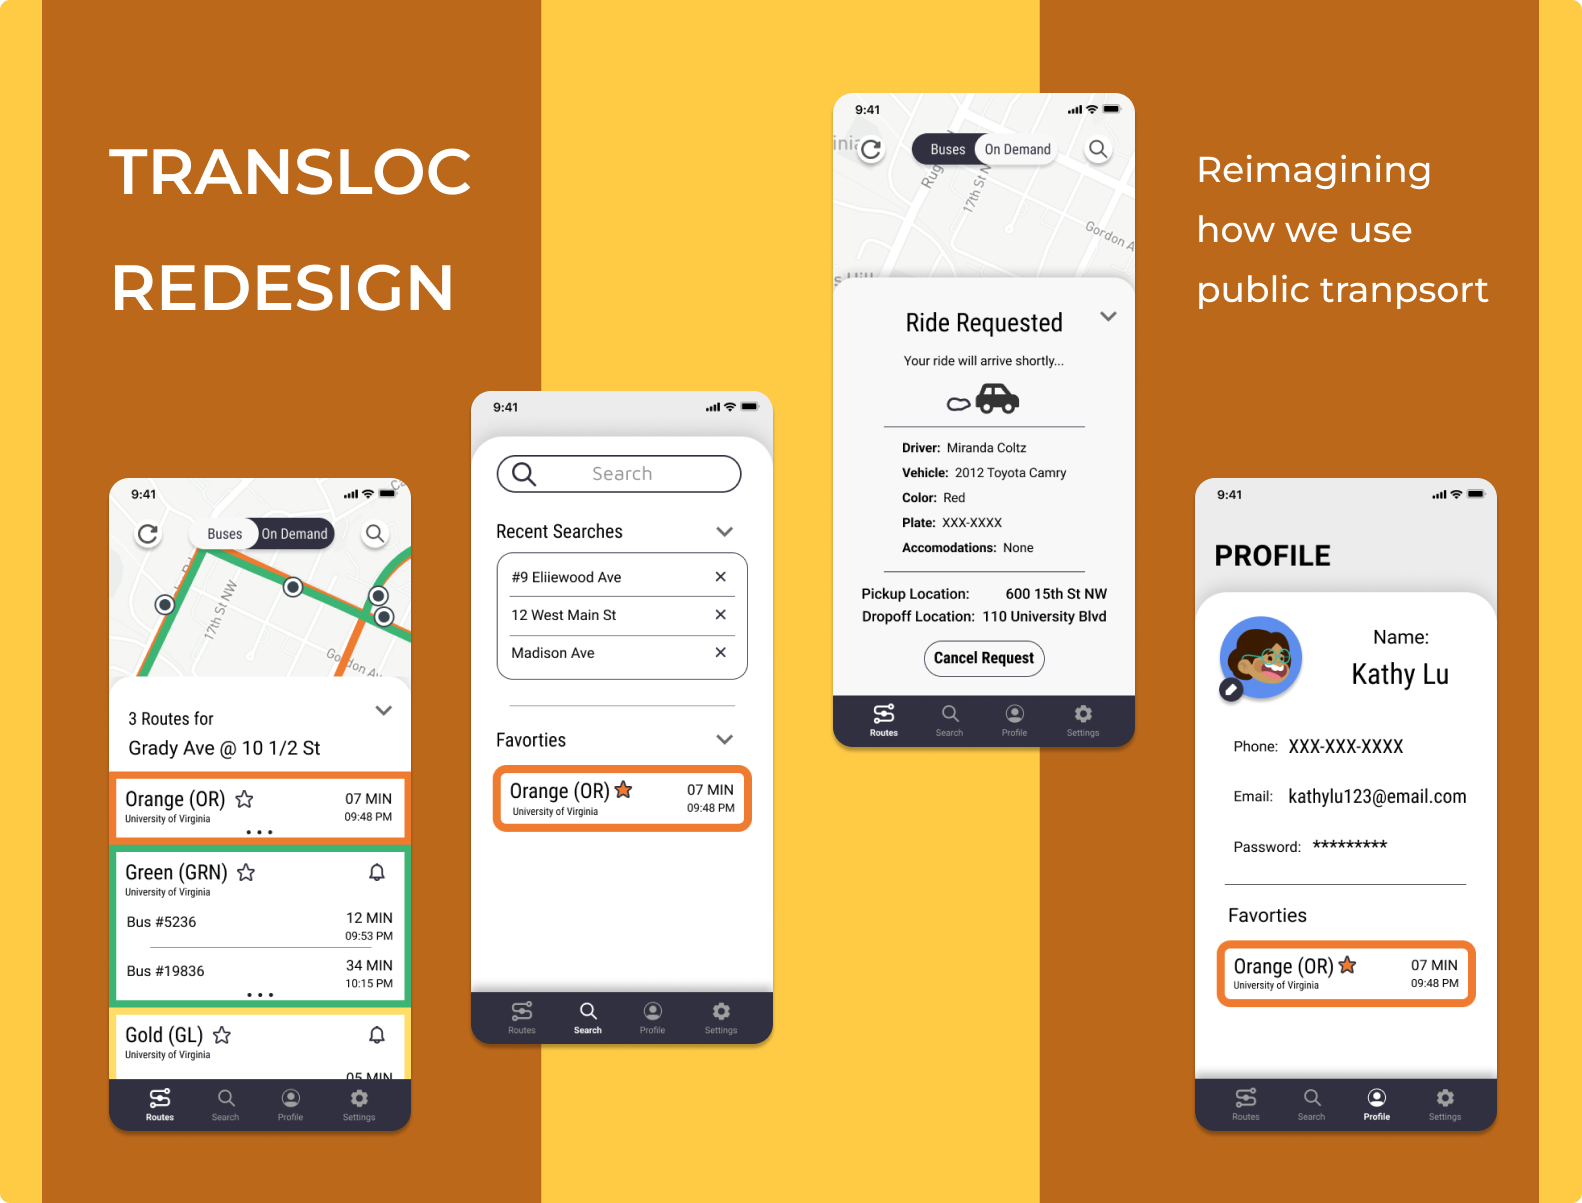 TRANSLOC
REDESIGN
Reimagining
how we use
public tranpsort
9:41
Buses
On Demand
17th St NW
Gordon Av
3 Routes for
Grady Ave @ 10 1/2 St
Orange (OR)
07 MIN
University of Virginia
09:48 PM
Green (GRN)
University of Virginia
Bus #5236
12 MIN
09:53 PM
Bus #19836
34 MIN
10:15 PM
Gold (GL)
University of Virginia
05 MIN
Routes
Search
Profile
Settings
9:41
Search
Recent Searches
#9 Eliiewood Ave
12 West Main St
Madison Ave
Favorties
Orange (OR)
07 MIN
University of Virginia
09:48 PM
Routes
Search
Profile
Settings
9:41
Buses
On Demand
inia
Rug
17th St N
Gordon A
s Hill
Ride Requested
Your ride will arrive shortly...
Driver: Miranda Coltz
Vehicle: 2012 Toyota Camry
Color: Red
Plate: XXX-XXXX
Accomodations: None
Pickup Location: 600 15th St NW
Dropoff Location: 110 University Blvd
Cancel Request
Routes
Search
Profile
Settings
9:41
PROFILE
Name:
Kathy Lu
Phone: XXX-XXX-XXXX
Email: kathylu123@email.com
Password: *********
Favorties
Orange (OR)
07 MIN
University of Virginia
09:48 PM
Routes
Search
Profile
Settings